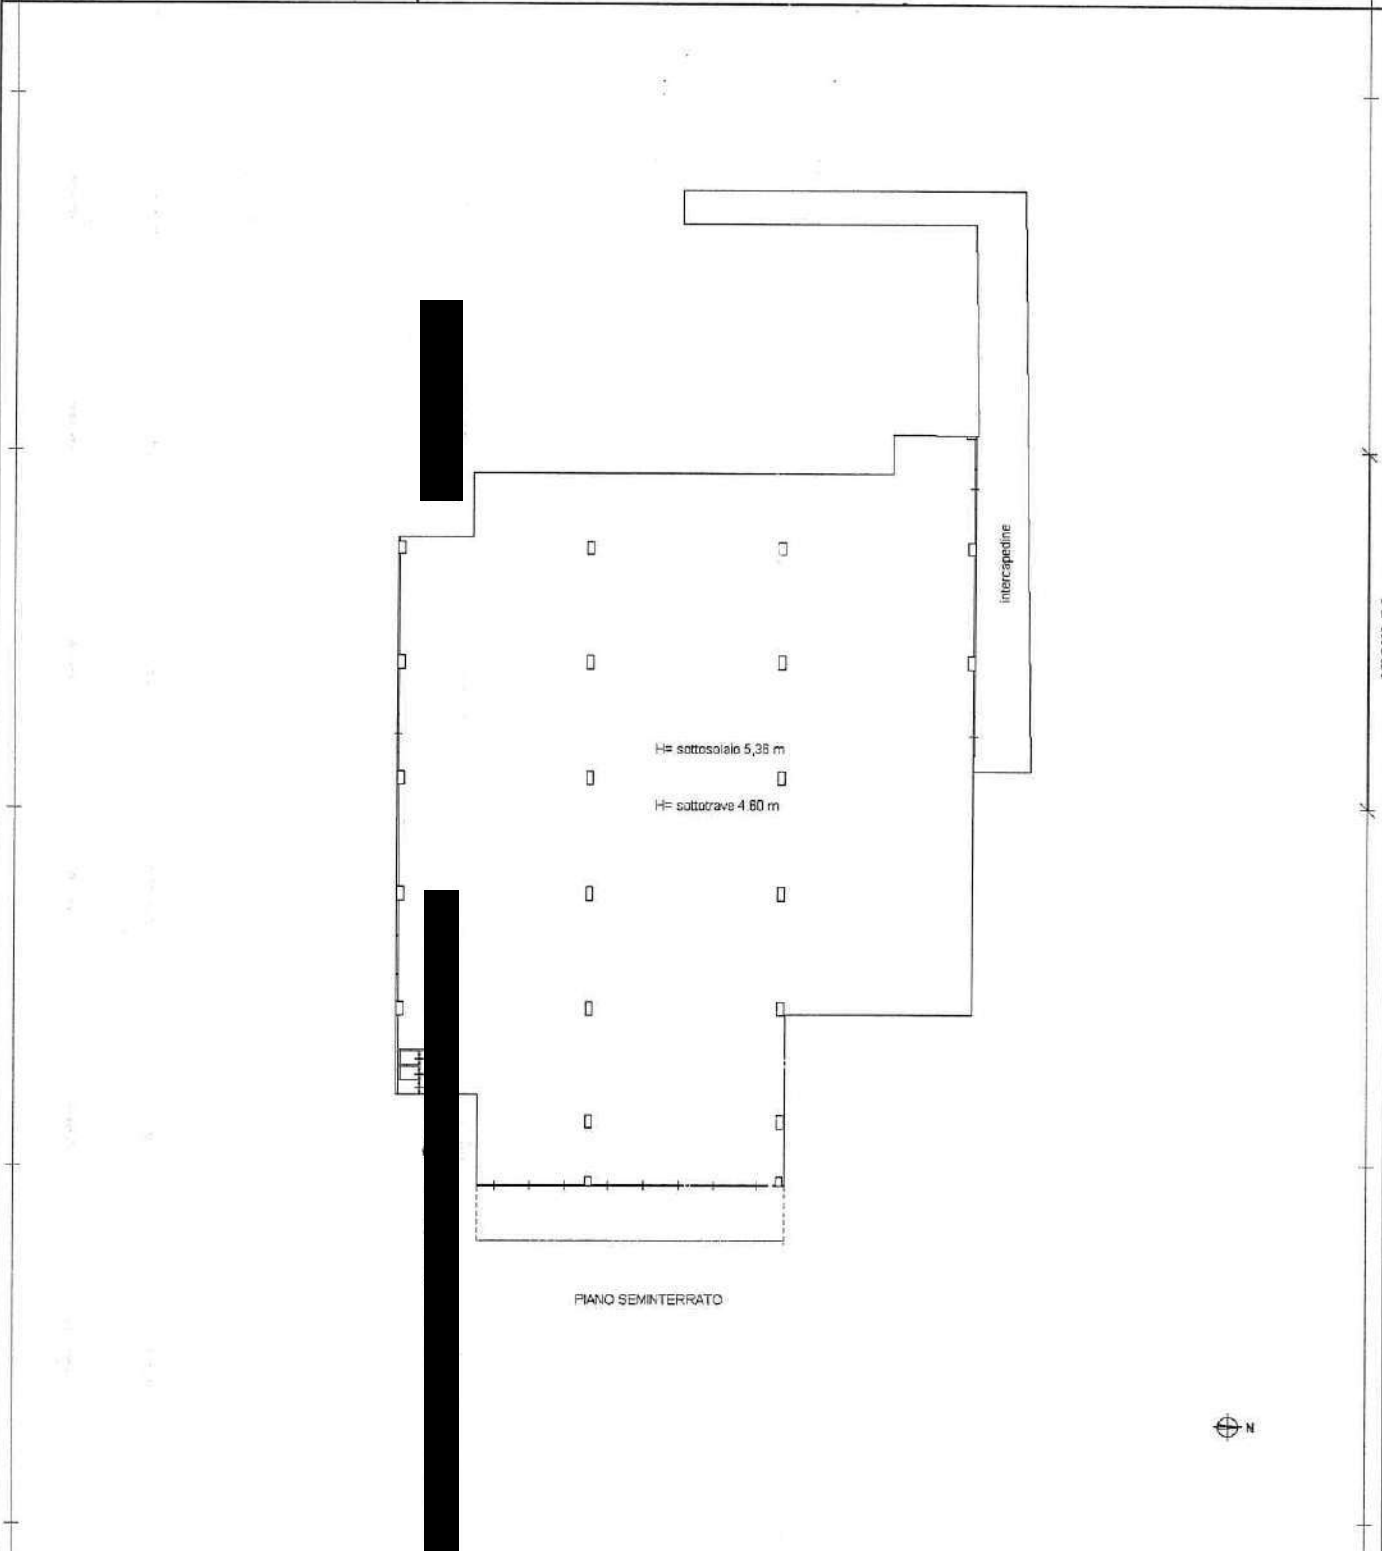 intercapedine
H= sottosolaio 5,36 m
H= sottotrave 4.60 m
PIANO SEMINTERRATO
N